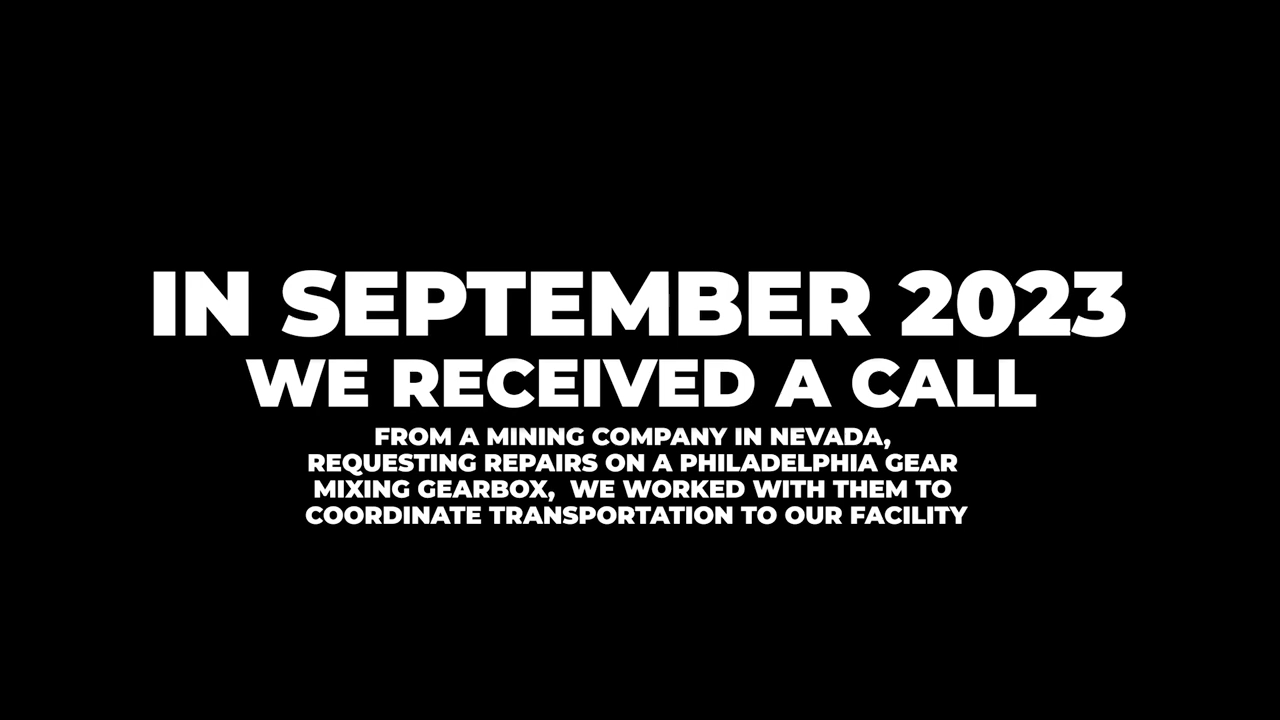 IN SEPTEMBER 2023
WE RECEIVED A CALL
FROM A MINING COMPANY IN NEVADA,
REQUESTING REPAIRS ON A PHILADELPHIA GEAR
MIXING GEARBOX,  WE WORKED WITH THEM TO
COORDINATE TRANSPORTATION TO OUR FACILITY